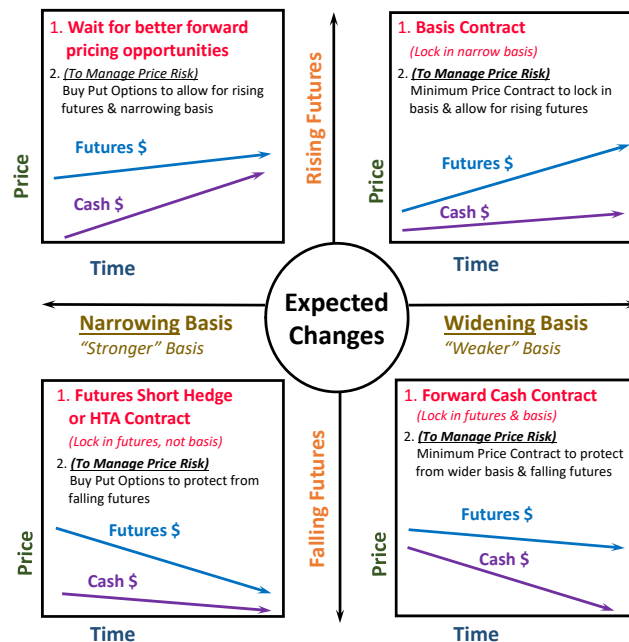 1. Wait for better forward
pricing opportunities
2. (To Manage Price Risk)
Buy Put Options to allow for rising
futures & narrowing basis
Futures $
Cash $
Price
Time
Rising Futures
1. Basis Contract
(Lock in narrow basis)
2. (To Manage Price Risk)
Minimum Price Contract to lock in
basis & allow for rising futures
Futures $
Cash $
Price
Time
Expected
Changes
Narrowing Basis
"Stronger" Basis
Widening Basis
"Weaker" Basis
1. Futures Short Hedge
or HTA Contract
(Lock in futures, not basis)
2. (To Manage Price Risk)
Buy Put Options to protect from
falling futures
Futures $
Cash $
Price
Time
Falling Futures
1. Forward Cash Contract
(Lock in futures & basis)
2. (To Manage Price Risk)
Minimum Price Contract to protect
from wider basis & falling futures
Futures $
Cash $
Price
Time